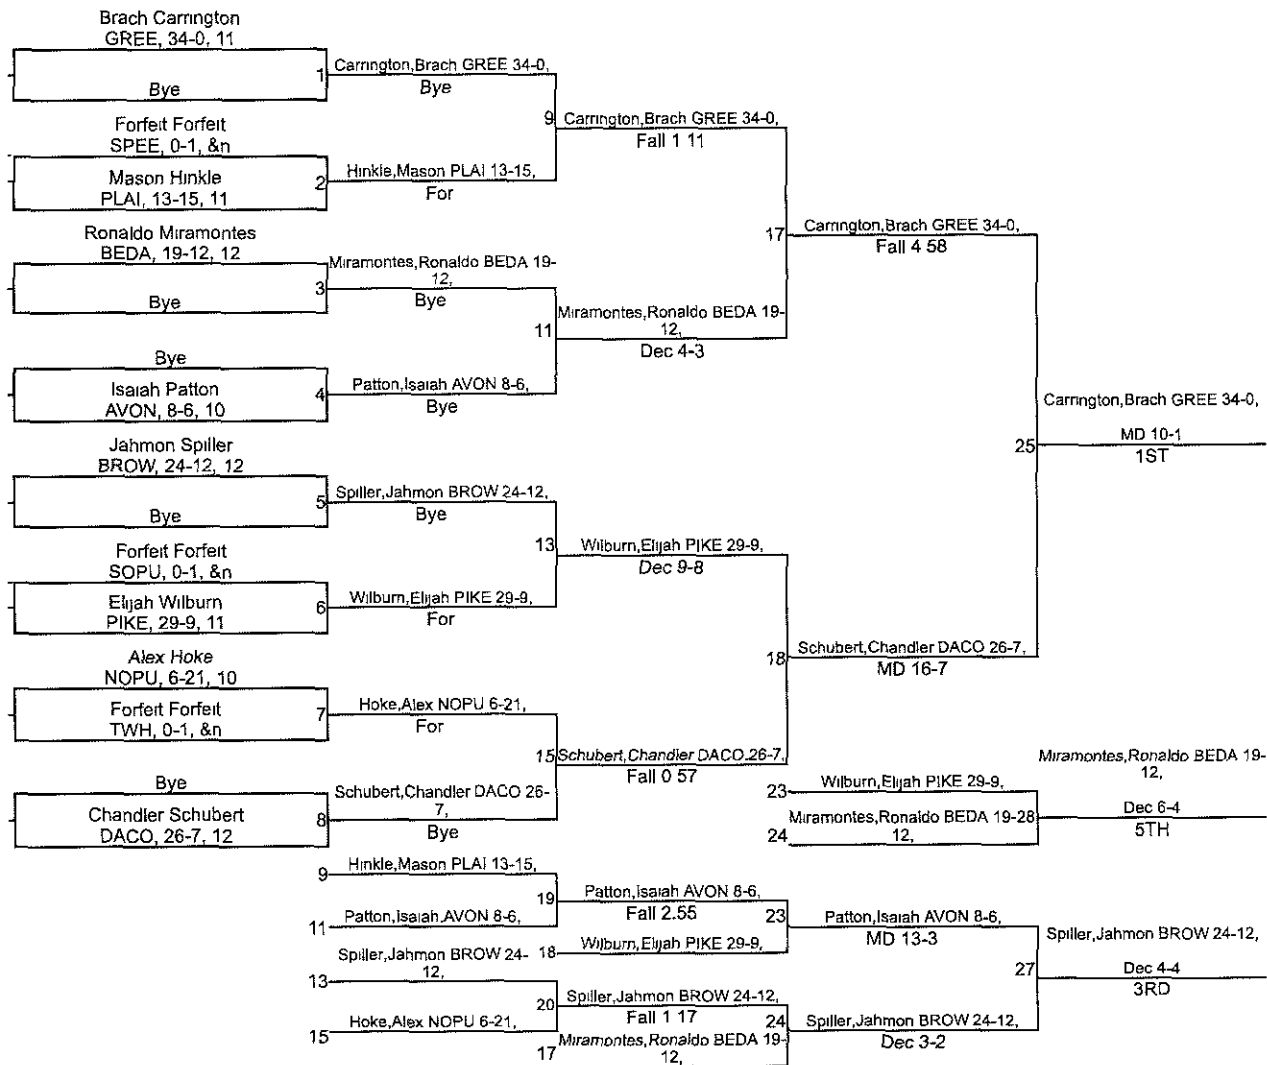 Brach Carrington
GREE, 34-0, 11
Bye
1
Forfeit Forfeit
SPEE, 0-1, &n
Mason Hinkle
PLAI, 13-15, 11
2
Ronaldo Miramontes
BEDA, 19-12, 12
Bye
3
Bye
Isaiah Patton
AVON, 8-6, 10
4
Jahmon Spiller
BROW, 24-12, 12
Bye
5
Forfeit Forfeit
SOPU, 0-1, &n
Elijah Wilburn
PIKE, 29-9, 11
6
Alex Hoke
NOPU, 6-21, 10
Forfeit Forfeit
TWH, 0-1, &n
7
Bye
Chandler Schubert
DACO, 26-7, 12
8
Carrington,Brach GREE 34-0,
Bye
9
Hinkle,Mason PLAI 13-15,
For
Miramontes,Ronaldo BEDA 19-
12,
Bye
11
Patton,Isaiah AVON 8-6,
Bye
Spiller,Jahmon BROW 24-12,
Bye
13
Wilburn,Elijah PIKE 29-9,
For
Hoke,Alex NOPU 6-21,
For
15
Schubert,Chandler DACO 26-
7,
Bye
Carrington,Brach GREE 34-0,
Fall 1 11
17
Miramontes,Ronaldo BEDA 19-
12,
Dec 4-3
Wilburn,Elijah PIKE 29-9,
Dec 9-8
18
Schubert,Chandler DACO.26-7,
Fall 0 57
Carrington,Brach GREE 34-0,
Fall 4 58
25
Schubert,Chandler DACO 26-7,
MD 16-7
Carrington,Brach GREE 34-0,
MD 10-1
1ST
23
Wilburn,Elijah PIKE 29-9,
24
Miramontes,Ronaldo BEDA 19-28
12,
Miramontes,Ronaldo BEDA 19-
12,
Dec 6-4
5TH
9
Hinkle,Mason PLAI 13-15,
19
11
Patton,Isaiah,AVON 8-6,
Spiller,Jahmon BROW 24-
12,
13
20
15
Hoke,Alex NOPU 6-21,
Patton,Isaiah AVON 8-6,
Fall 2.55
23
18
Wilburn,Elijah PIKE 29-9,
Spiller,Jahmon BROW 24-12,
Fall 1 17
24
17
Miramontes,Ronaldo BEDA 19-
12,
Patton,Isaiah AVON 8-6,
MD 13-3
27
Spiller,Jahmon BROW 24-12,
Dec 3-2
Spiller,Jahmon BROW 24-12,
Dec 4-4
3RD